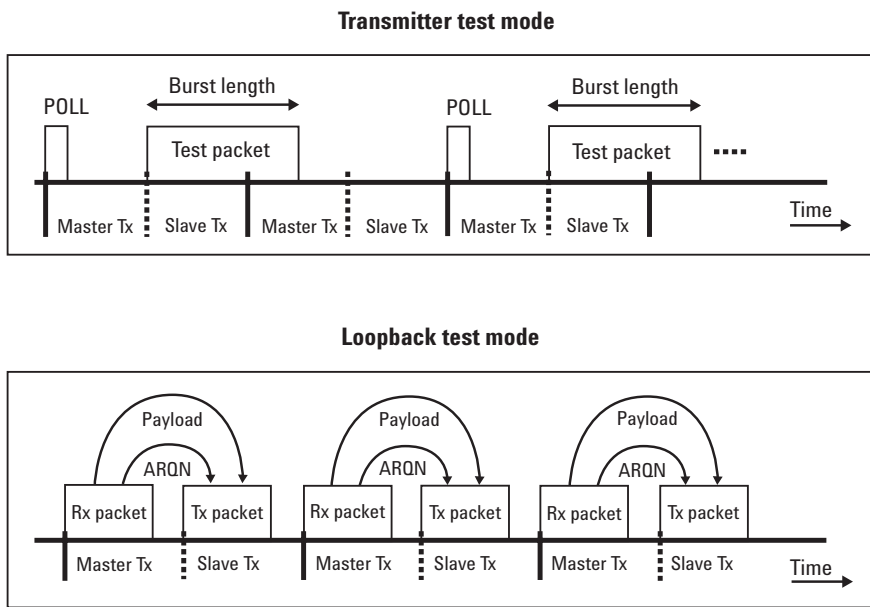 Transmitter test mode
POLL
Burst length
Test packet
POLL
Burst length
Test packet
Master Tx
Slave Tx
Master Tx
Slave Tx
Master Tx
Slave Tx
Time
Loopback test mode
Payload
ARQN
Rx packet
Tx packet
Payload
ARQN
Rx packet
Tx packet
Payload
ARQN
Rx packet
Tx packet
Master Tx
Slave Tx
Master Tx
Slave Tx
Master Tx
Slave Tx
Time